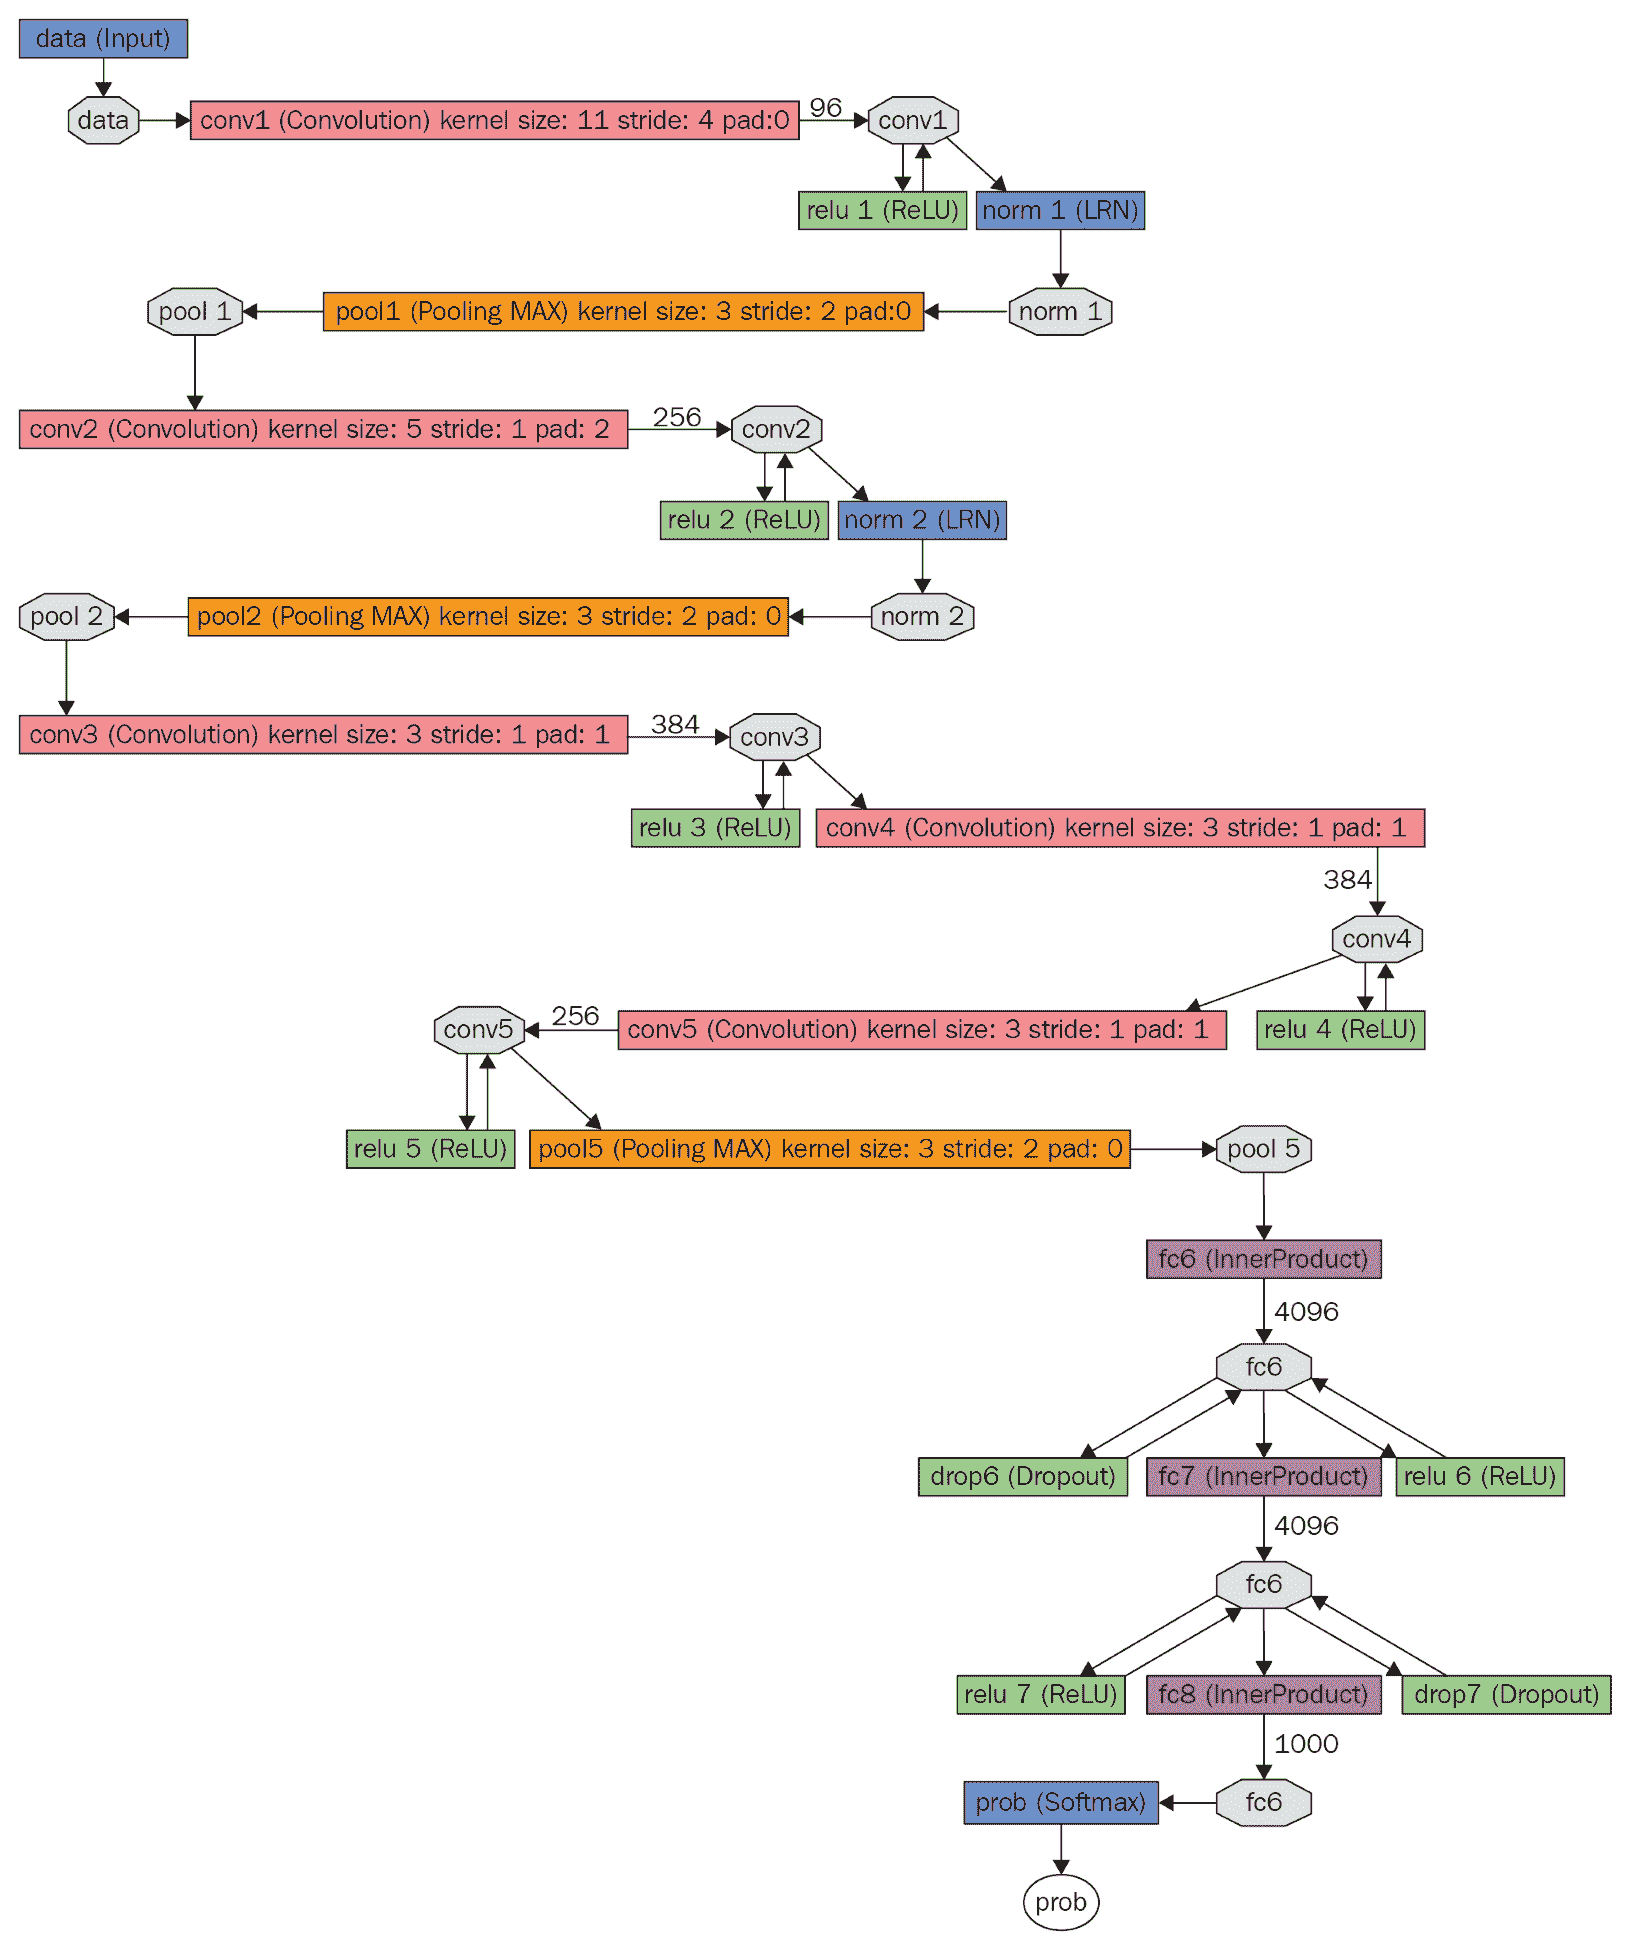 data (Input)
data
conv1 (Convolution) kernel size: 11 stride: 4 pad:0
96
conv1
relu 1 (ReLU)
norm 1 (LRN)
pool 1
pool1 (Pooling MAX) kernel size: 3 stride: 2 pad:0
norm 1
conv2 (Convolution) kernel size: 5 stride: 1 pad: 2
256
conv2
relu 2 (ReLU)
norm 2 (LRN)
pool 2
pool2 (Pooling MAX) kernel size: 3 stride: 2 pad: 0
norm 2
conv3 (Convolution) kernel size: 3 stride: 1 pad: 1
384
conv3
relu 3 (ReLU)
conv4 (Convolution) kernel size: 3 stride: 1 pad: 1
384
conv4
conv5
256
conv5 (Convolution) kernel size: 3 stride: 1 pad: 1
relu 4 (ReLU)
relu 5 (ReLU)
pool5 (Pooling MAX) kernel size: 3 stride: 2 pad: 0
pool 5
fc6 (InnerProduct)
4096
fc6
drop6 (Dropout)
fc7 (InnerProduct)
relu 6 (ReLU)
4096
fc6
relu 7 (ReLU)
fc8 (InnerProduct)
drop7 (Dropout)
1000
prob (Softmax)
fc6
prob